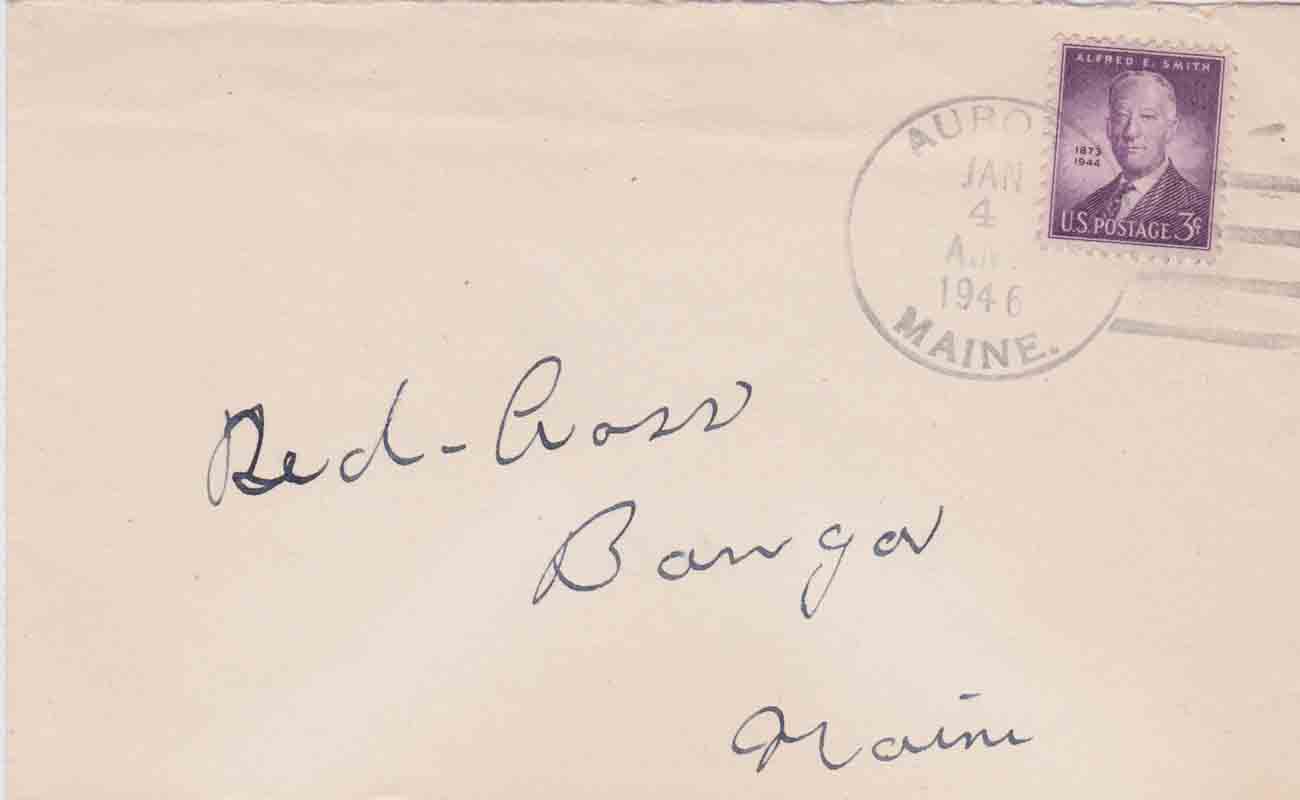 ALFRED E. SMITH
1873
1944
U.S. POSTAGE 3¢
JAN
4
1946
MAINE.
Red-Cross
Bangor
Maine